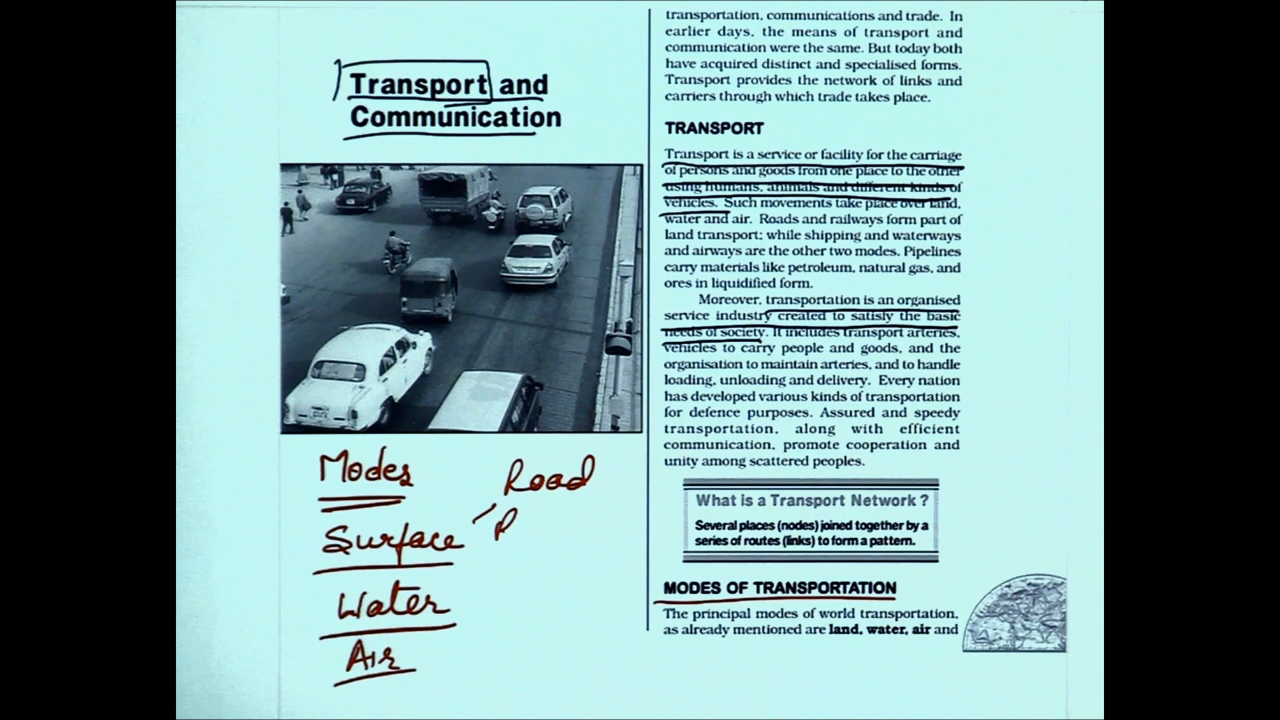 Transport and
Communication
Modes
Surface
Road
Water
Air
transportation, communications and trade. In
earlier days, the means of transport and
communication were the same. But today both
have acquired distinct and specialised forms.
Transport provides the network of links and
carriers through which trade takes place.
TRANSPORT
Transport is a service or facility for the carriage
of persons and goods from one place to the other
using humans, animals and different kinds of
vehicles. Such movements take place over land,
water and air. Roads and railways form part of
land transport; while shipping and waterways
and airways are the other two modes. Pipelines
carry materials like petroleum, natural gas, and
ores in liquidified form.
Moreover, transportation is an organised
service industry created to satisfy the basic
needs of society. It includes transport arteries,
vehicles to carry people and goods, and the
organisation to maintain arteries, and to handle
loading, unloading and delivery. Every nation
has developed various kinds of transportation
for defence purposes. Assured and speedy
transportation, along with efficient
communication, promote cooperation and
unity among scattered peoples.
What is a Transport Network ?
Several places (nodes) joined together by a
series of routes (links) to form a pattern.
MODES OF TRANSPORTATION
The principal modes of world transportation,
as already mentioned are land, water, air and